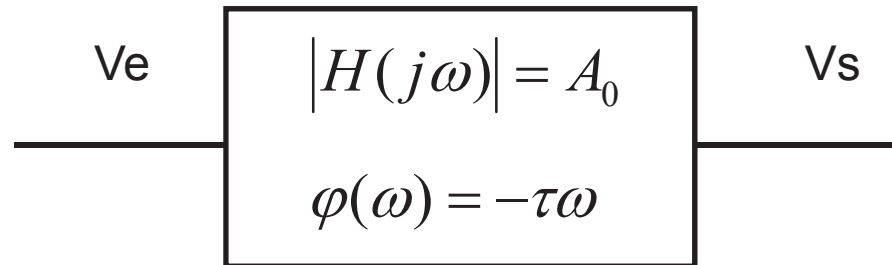 Ve
|H(jω)| = A₀
Vs
φ(ω) = −τω